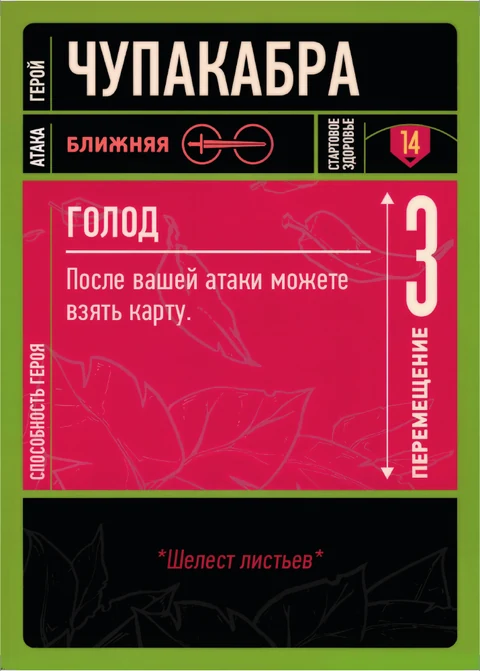 ГЕРОЙ
ЧУПАКАБРА
АТАКА
БЛИЖНЯЯ
СТАРТОВОЕ
ЗДОРОВЬЕ
14
ГОЛОД
После вашей атаки можете
взять карту.
СПОСОБНОСТЬ ГЕРОЯ
3
ПЕРЕМЕЩЕНИЕ
*Шелест листьев*